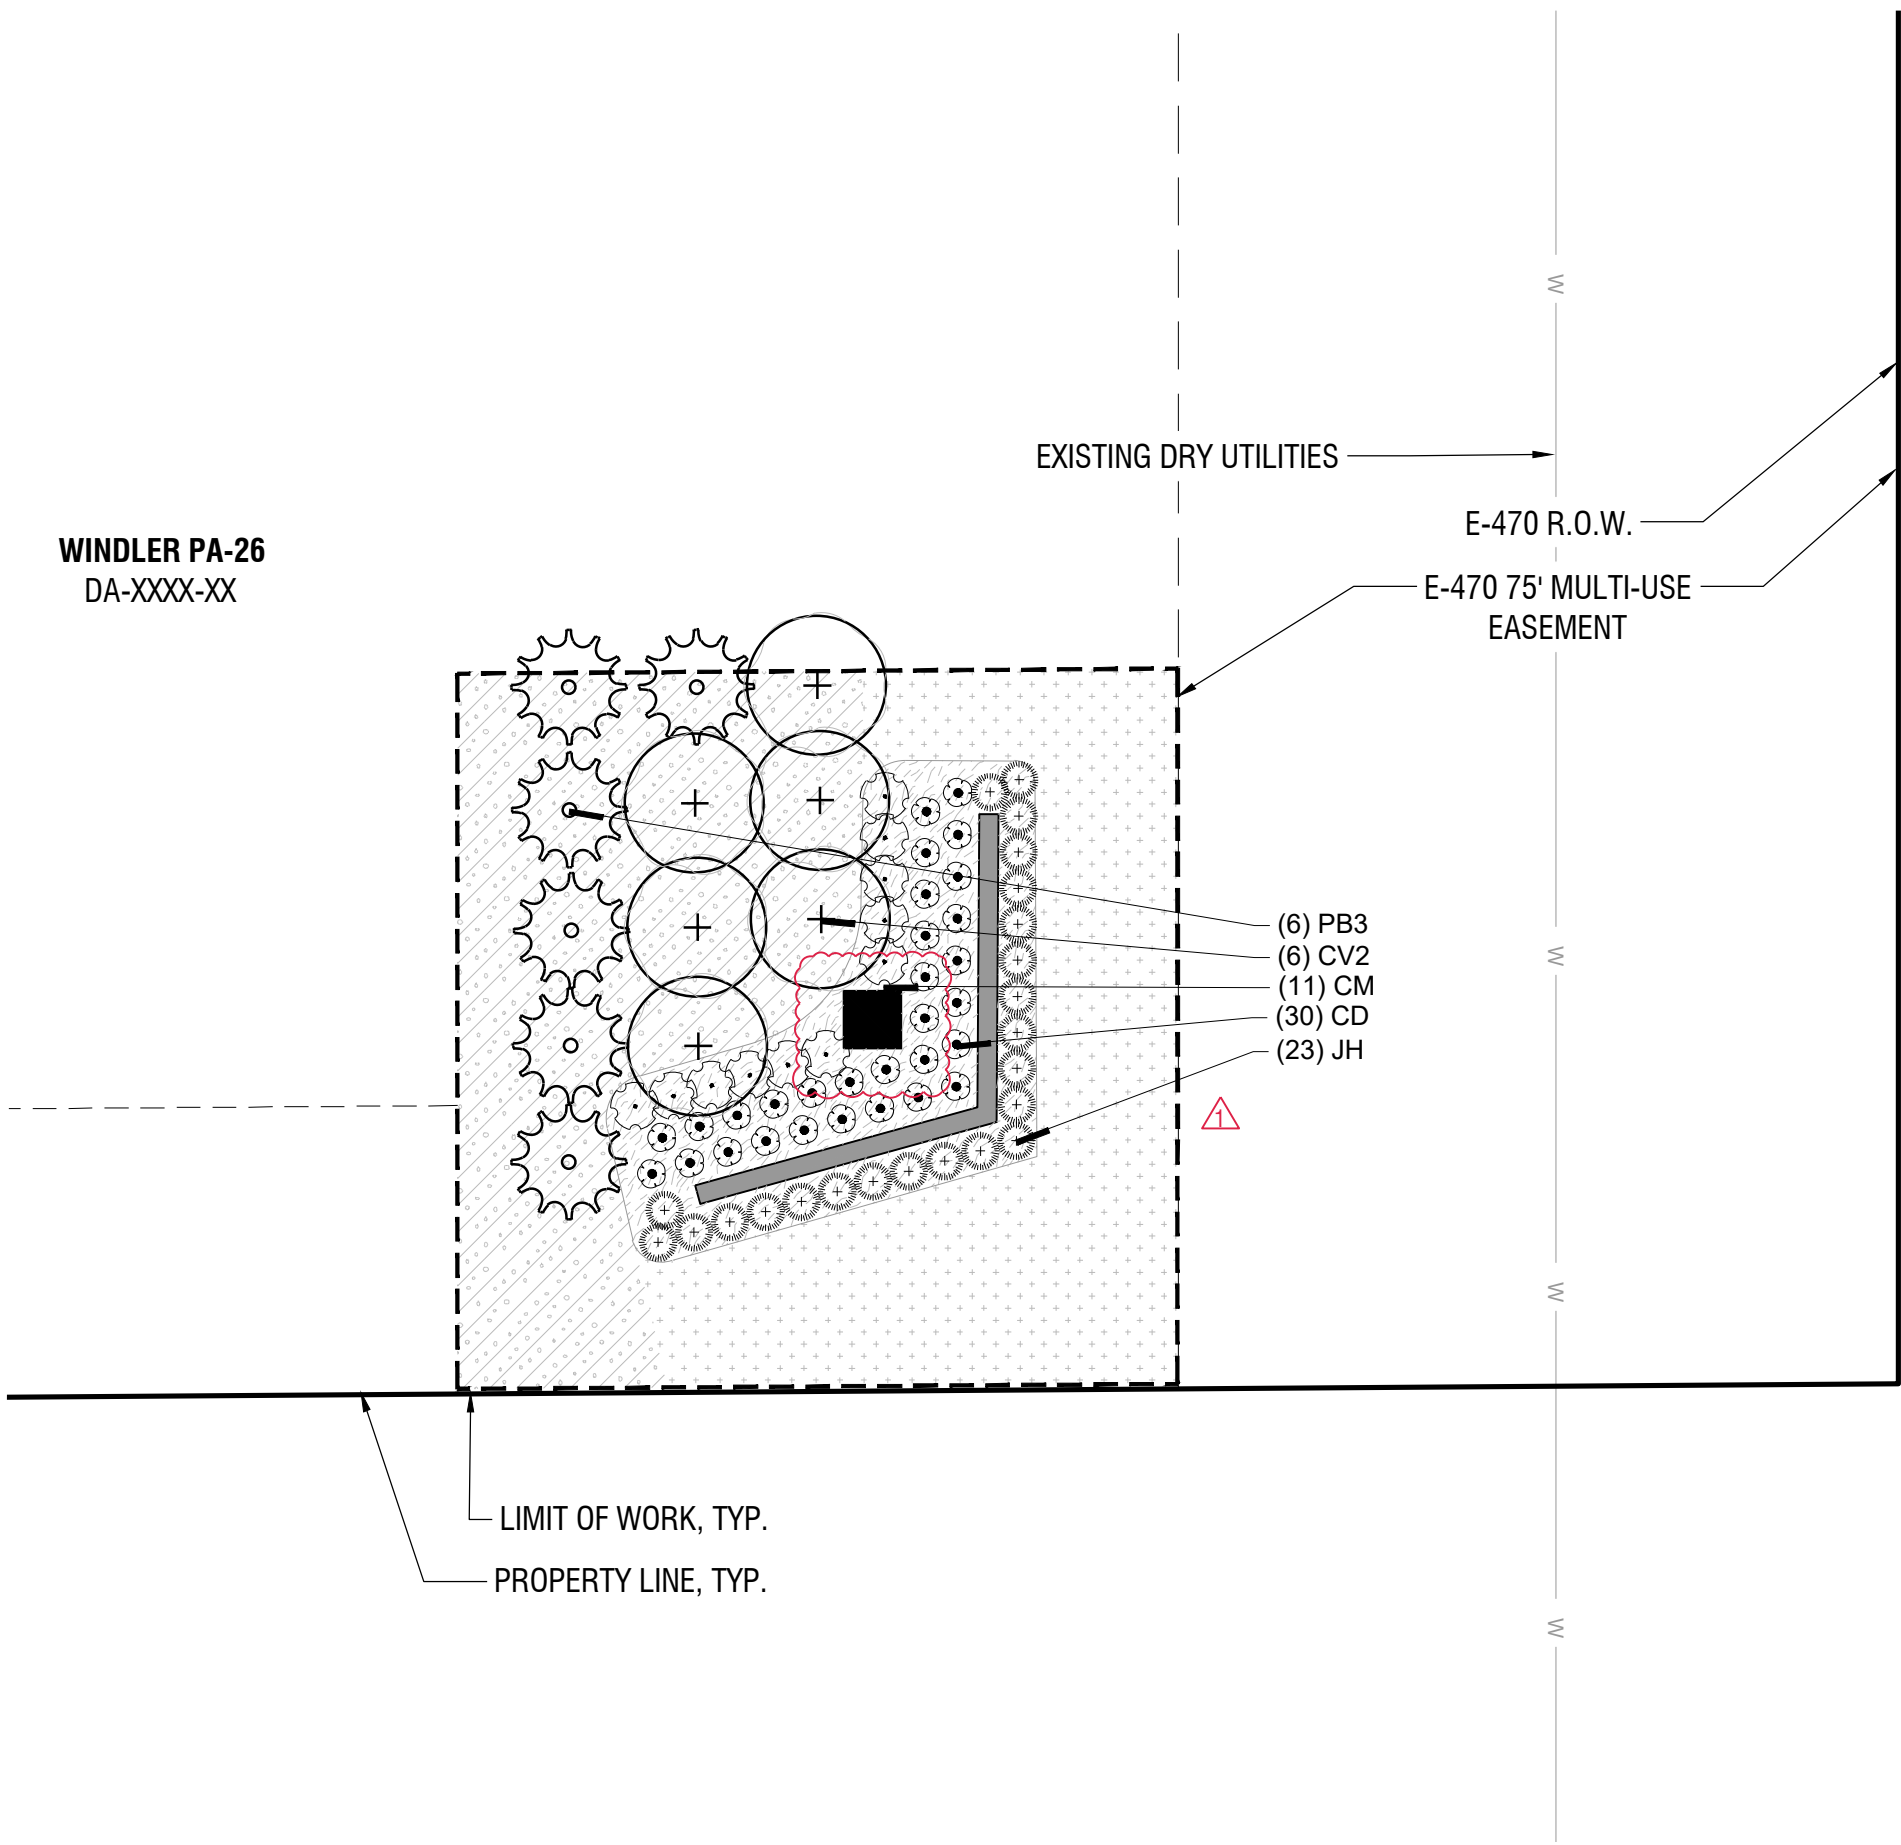 W
EXISTING DRY UTILITIES
E-470 R.O.W.
WINDLER PA-26
DA-XXXX-XX
E-470 75' MULTI-USE
EASEMENT
(6) PB3
(6) CV2
W
(11) CM
(30) CD
(23) JH
1
W
LIMIT OF WORK, TYP.
PROPERTY LINE, TYP.
W